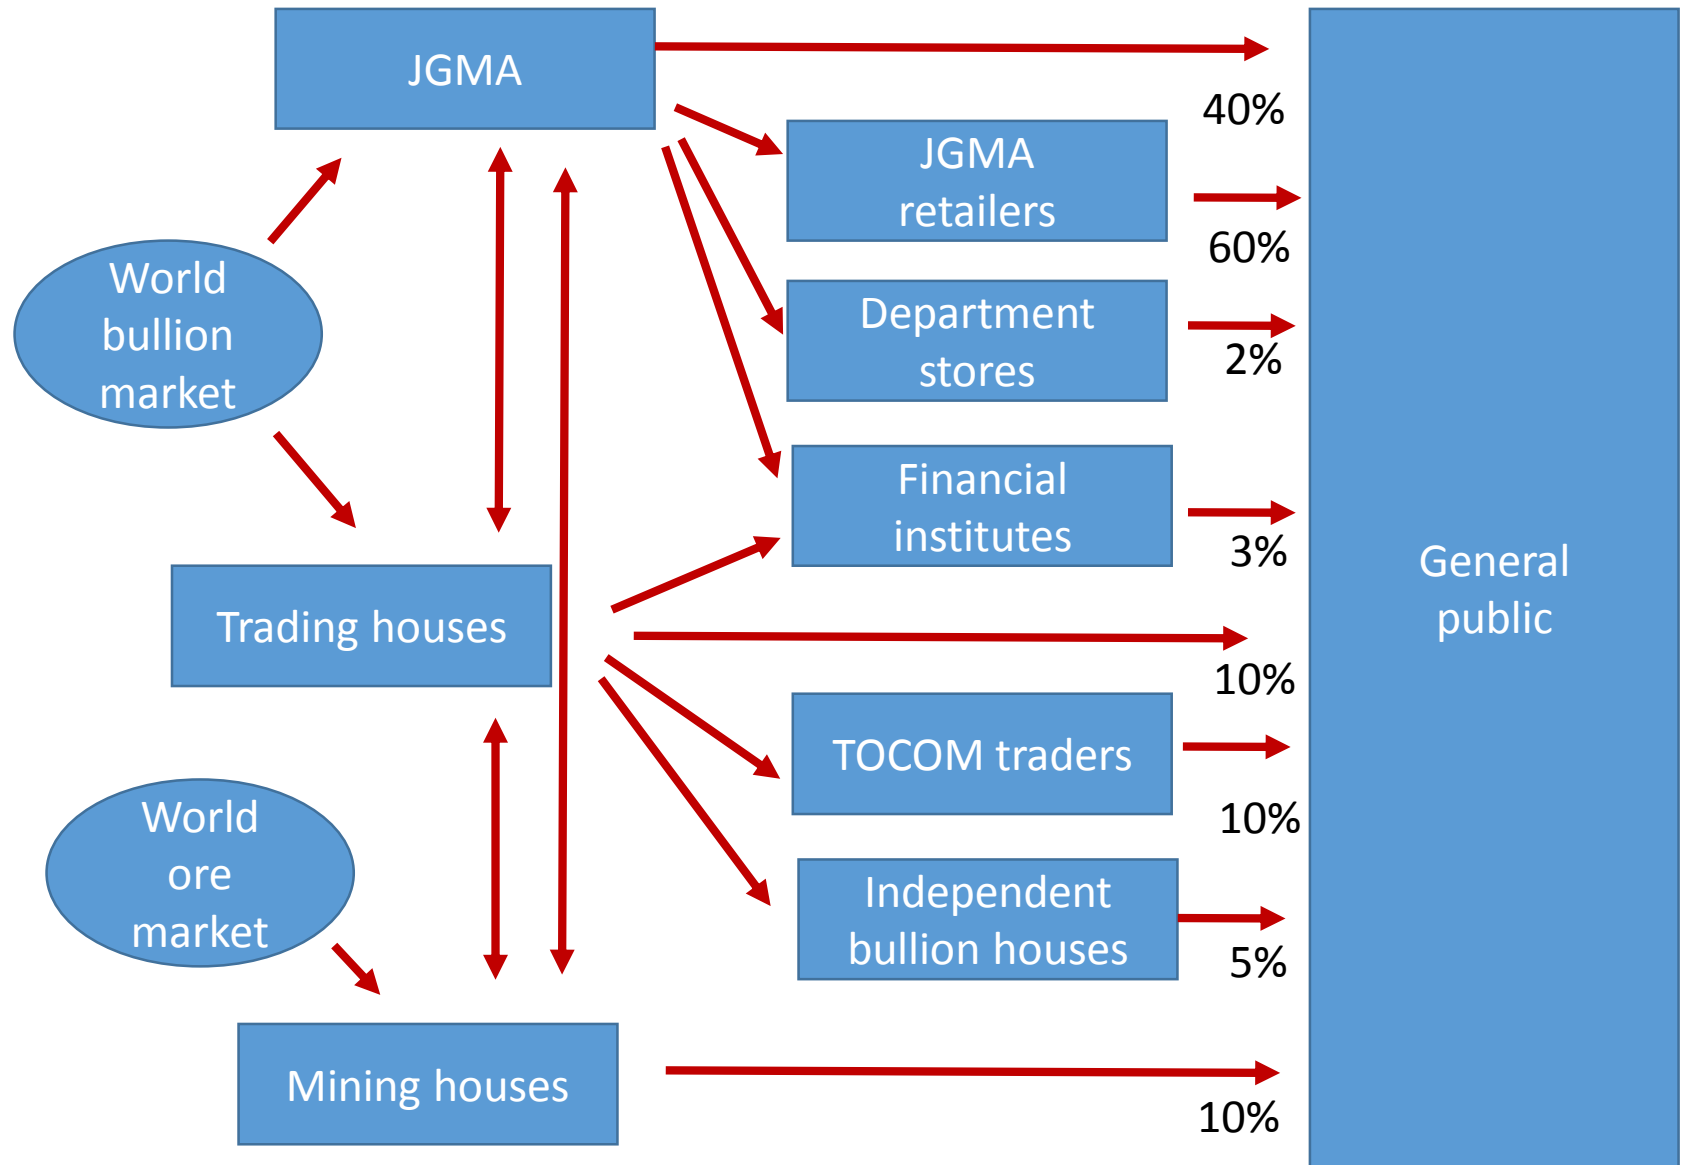 JGMA
40%
JGMA
retailers
60%
World
bullion
market
Department
stores
2%
Financial
institutes
3%
General
public
Trading houses
10%
TOCOM traders
10%
World
ore
market
Independent
bullion houses
5%
Mining houses
10%